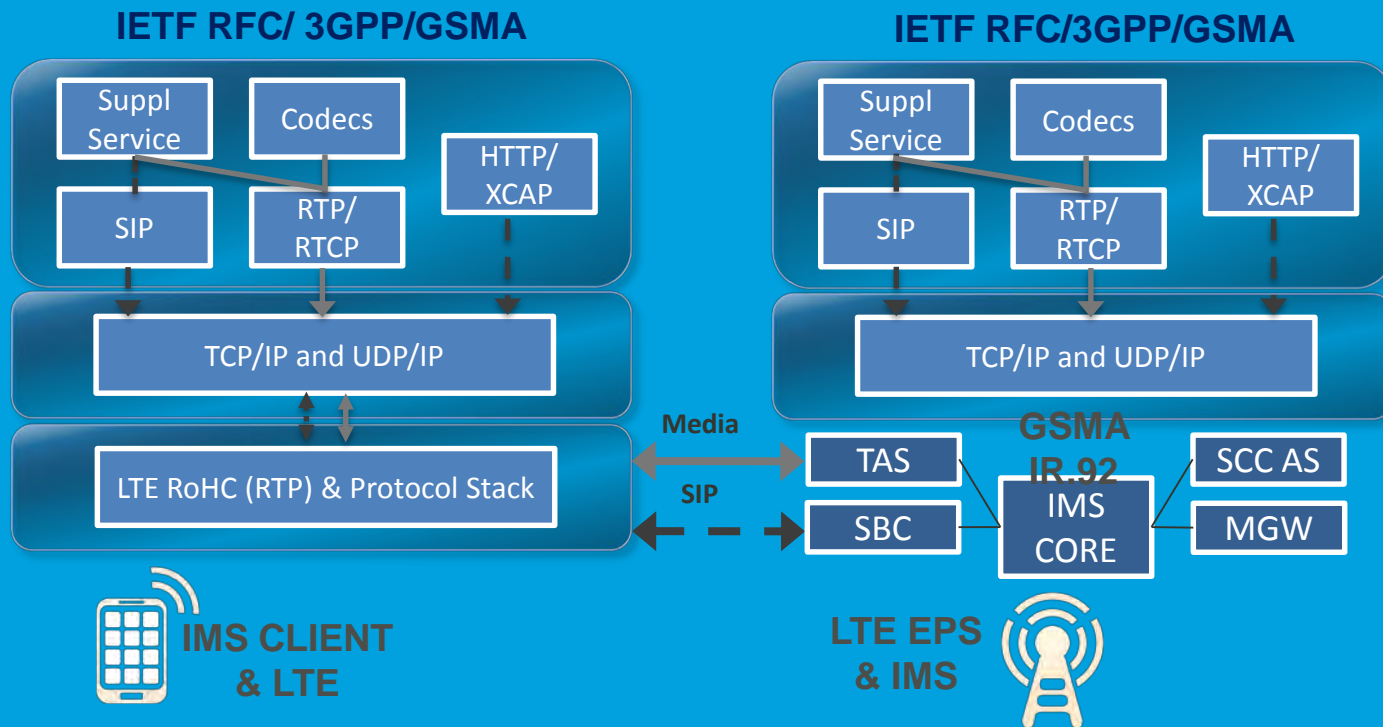 IETF RFC/ 3GPP/GSMA
Suppl
Service
Codecs
HTTP/
XCAP
SIP
RTP/
RTCP
TCP/IP and UDP/IP
LTE RoHC (RTP) & Protocol Stack
IMS CLIENT
& LTE
Media
SIP
IETF RFC/3GPP/GSMA
Suppl
Service
Codecs
HTTP/
XCAP
SIP
RTP/
RTCP
TCP/IP and UDP/IP
GSMA
IR.92
TAS
SCC AS
SBC
IMS
CORE
MGW
LTE EPS
& IMS